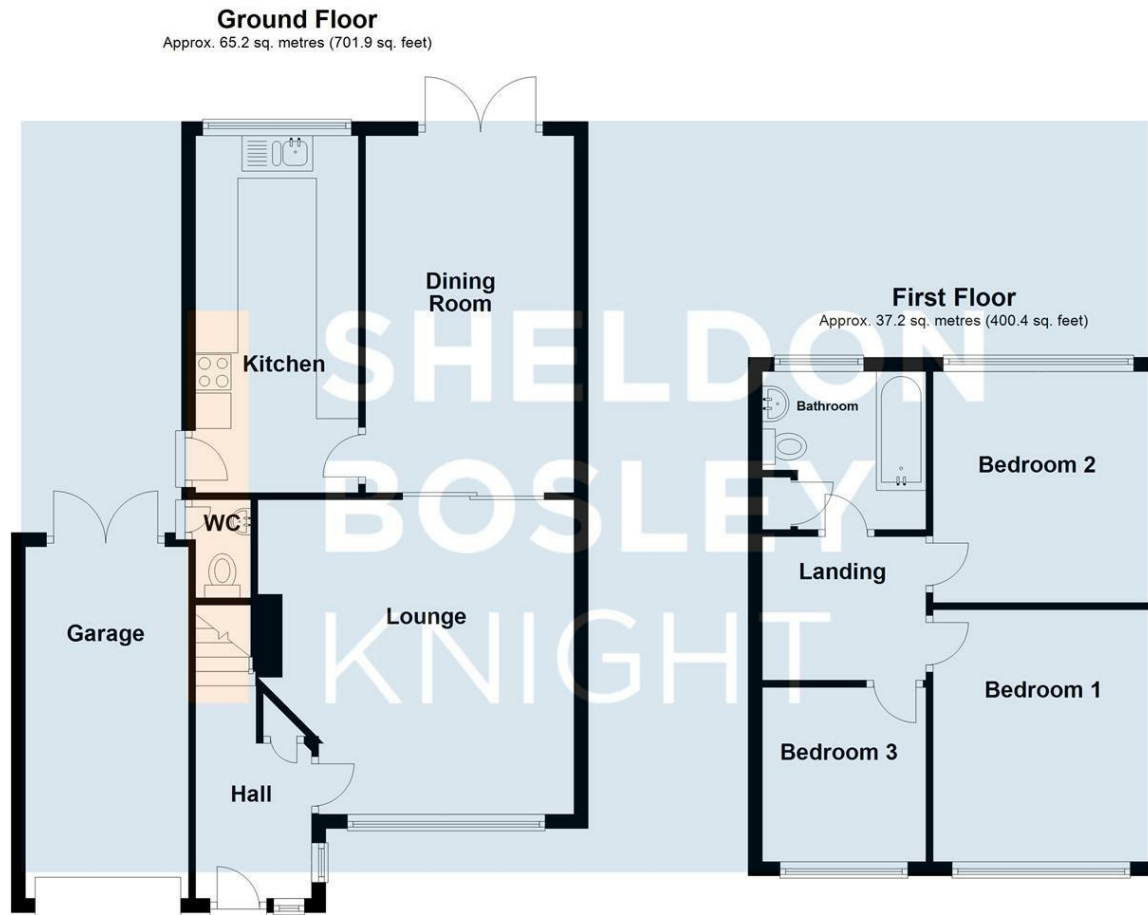 Ground Floor
Approx. 65.2 sq. metres (701.9 sq. feet)
Dining
Room
Kitchen
WC
Garage
Lounge
Hall
First Floor
Approx. 37.2 sq. metres (400.4 sq. feet)
Bathroom
Bedroom 2
Landing
Bedroom 1
Bedroom 3
SHELDON
BOSLEY
KNIGHT